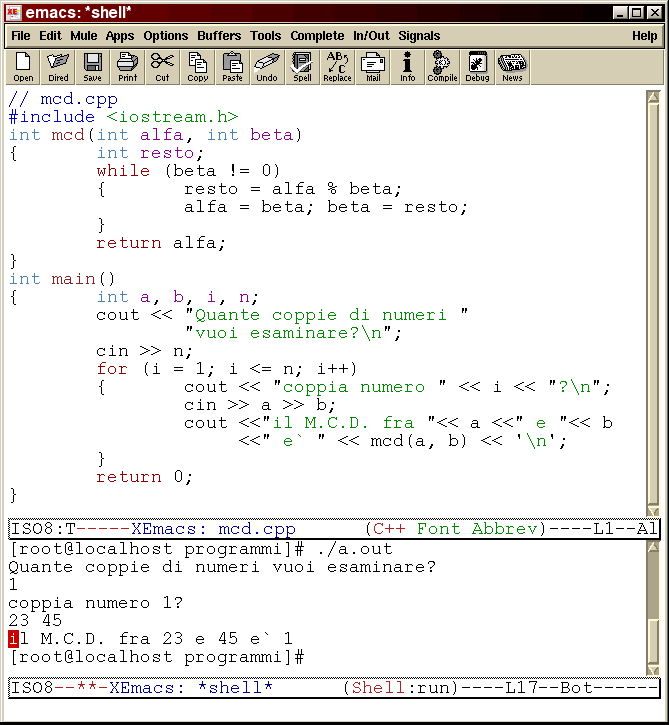 emacs: *shell*
File Edit Mule Apps Options Buffers Tools Complete In/Out Signals Help
Open Dired Save Print Cut Copy Paste Undo Spell Replace Mail Info Compile Debug News
// mcd.cpp
#include <iostream.h>
int mcd(int alfa, int beta)
{       int resto;
        while (beta != 0)
        {       resto = alfa % beta;
                alfa = beta; beta = resto;
        }
        return alfa;
}
int main()
{       int a, b, i, n;
        cout << "Quante coppie di numeri "
                "vuoi esaminare?\n";
        cin >> n;
        for (i = 1; i <= n; i++)
        {       cout << "coppia numero " << i << "?\n";
                cin >> a >> b;
                cout <<"il M.C.D. fra "<< a <<" e "<< b
                     <<" e` " << mcd(a, b) << '\n';
        }
        return 0;
}
ISO8:T-----XEmacs: mcd.cpp      (C++ Font Abbrev)----L1--Al
[root@localhost programmi]# ./a.out
Quante coppie di numeri vuoi esaminare?
1
coppia numero 1?
23 45
il M.C.D. fra 23 e 45 e` 1
[root@localhost programmi]#
ISO8--**-XEmacs: *shell*      (Shell:run)----L17--Bot------